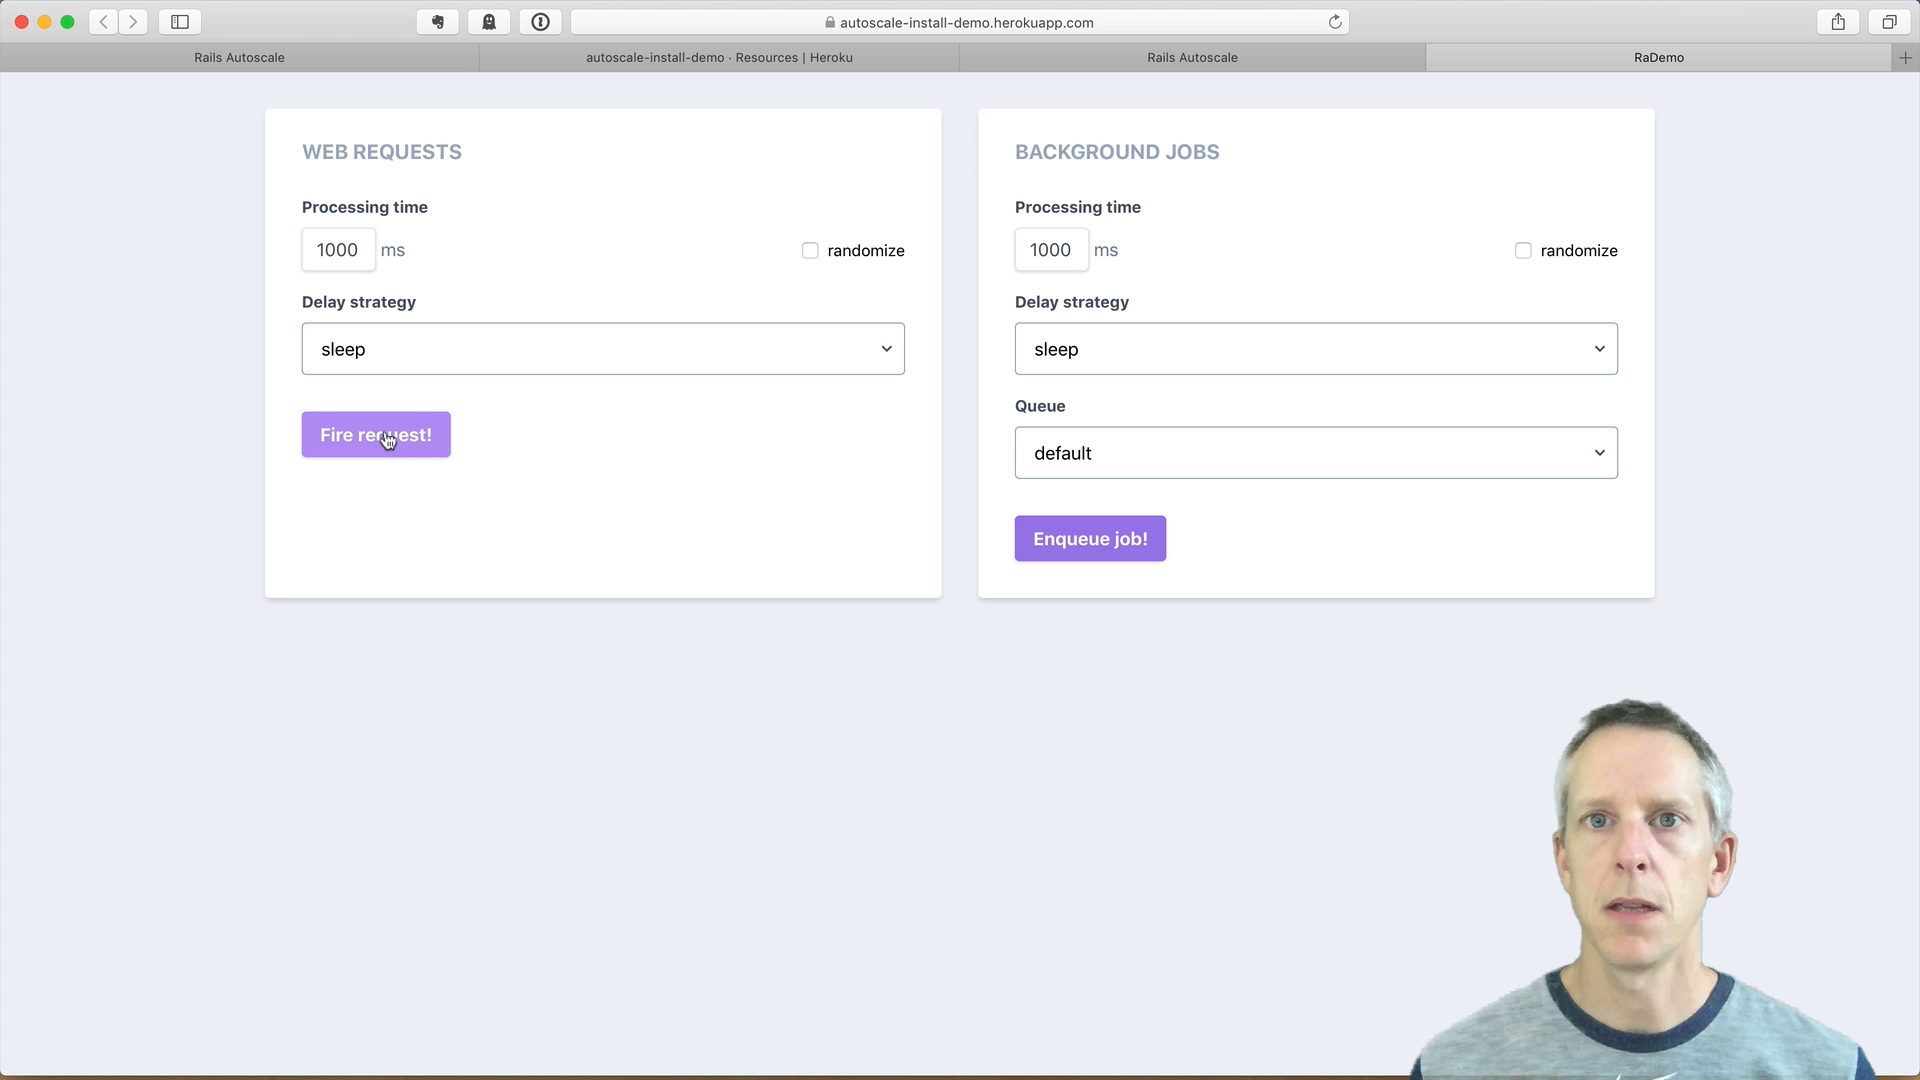 autoscale-install-demo.herokuapp.com
Rails Autoscale
autoscale-install-demo · Resources | Heroku
Rails Autoscale
RaDemo
WEB REQUESTS
Processing time
1000 ms
randomize
Delay strategy
sleep
Fire request!
BACKGROUND JOBS
Processing time
1000 ms
randomize
Delay strategy
sleep
Queue
default
Enqueue job!